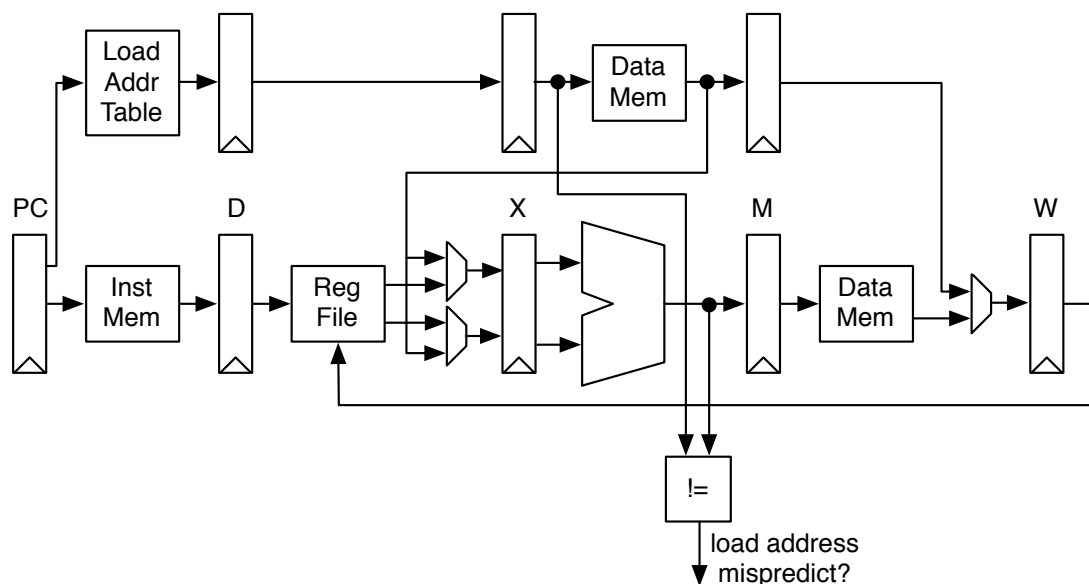 Load
Addr
Table
Data
Mem
PC
D
X
M
W
Inst
Mem
Reg
File
Data
Mem
!=
load address
mispredict?